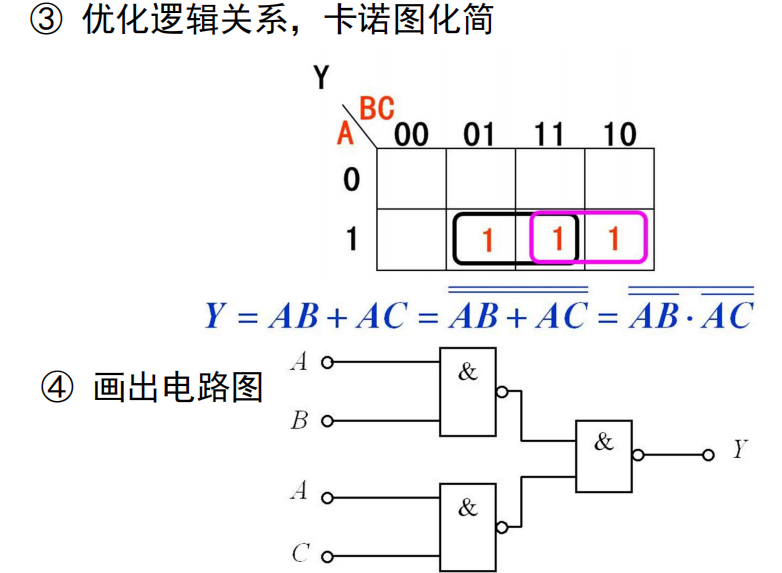 ③ 优化逻辑关系，卡诺图化简
Y
BC
A 00 01 11 10
0
1 1 1 1
Y = AB + AC = \overline{\overline{AB + AC}} = \overline{\overline{AB} · \overline{AC}}
④ 画出电路图
A
&
B
&
Y
A
&
C